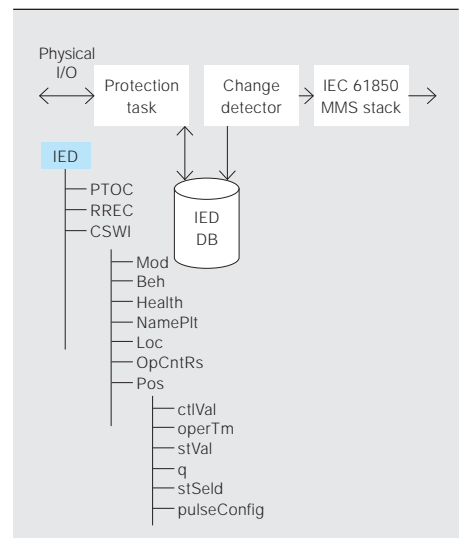 Physical
I/O
Protection
task
Change
detector
IEC 61850
MMS stack
IED
PTOC
RREC
CSWI
IED
DB
Mod
Beh
Health
NamePlt
Loc
OpCntRs
Pos
ctlVal
operTm
stVal
q
stSeld
pulseConfig